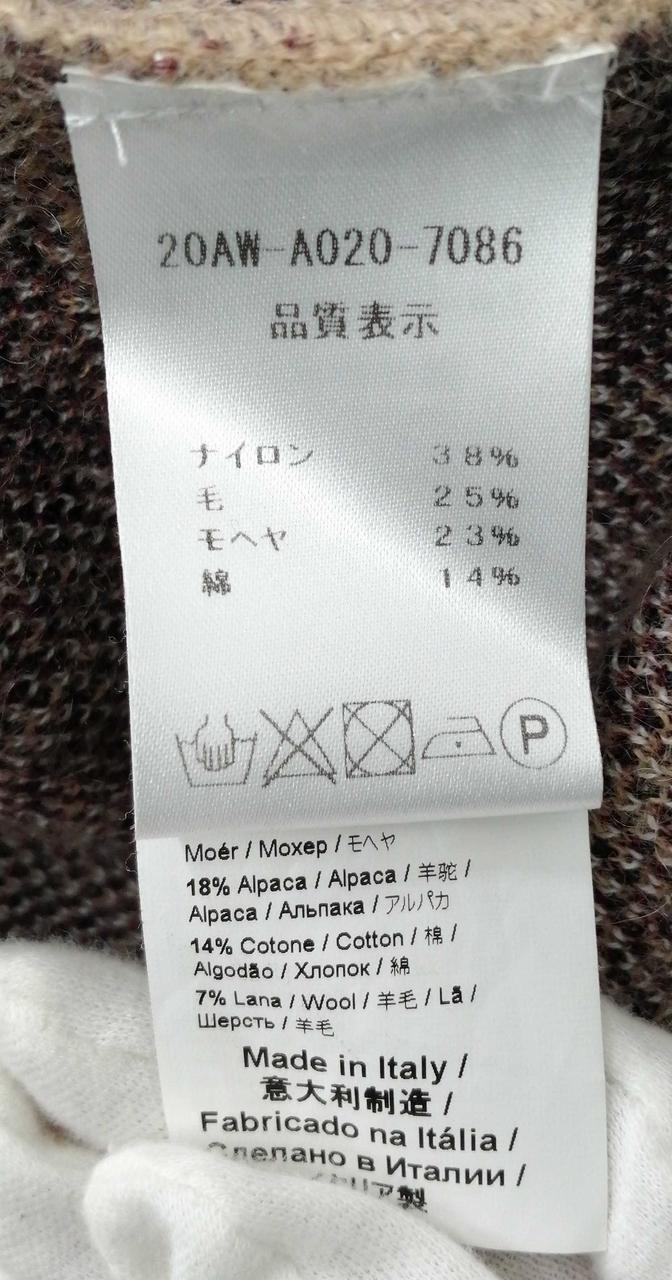 20AW-A020-7086
品質表示
ナイロン 38%
毛 25%
モヘヤ 23%
綿 14%
P
Moér / Мохер / モヘヤ
18% Alpaca / Alpaca / 羊驼 /
Alpaca / Альпака / アルパカ
14% Cotone / Cotton / 棉 /
Algodão / Хлопок / 綿
7% Lana / Wool / 羊毛 / Lã /
Шерсть / 羊毛
Made in Italy /
意大利制造 /
Fabricado na Itália /
Сделано в Италии /